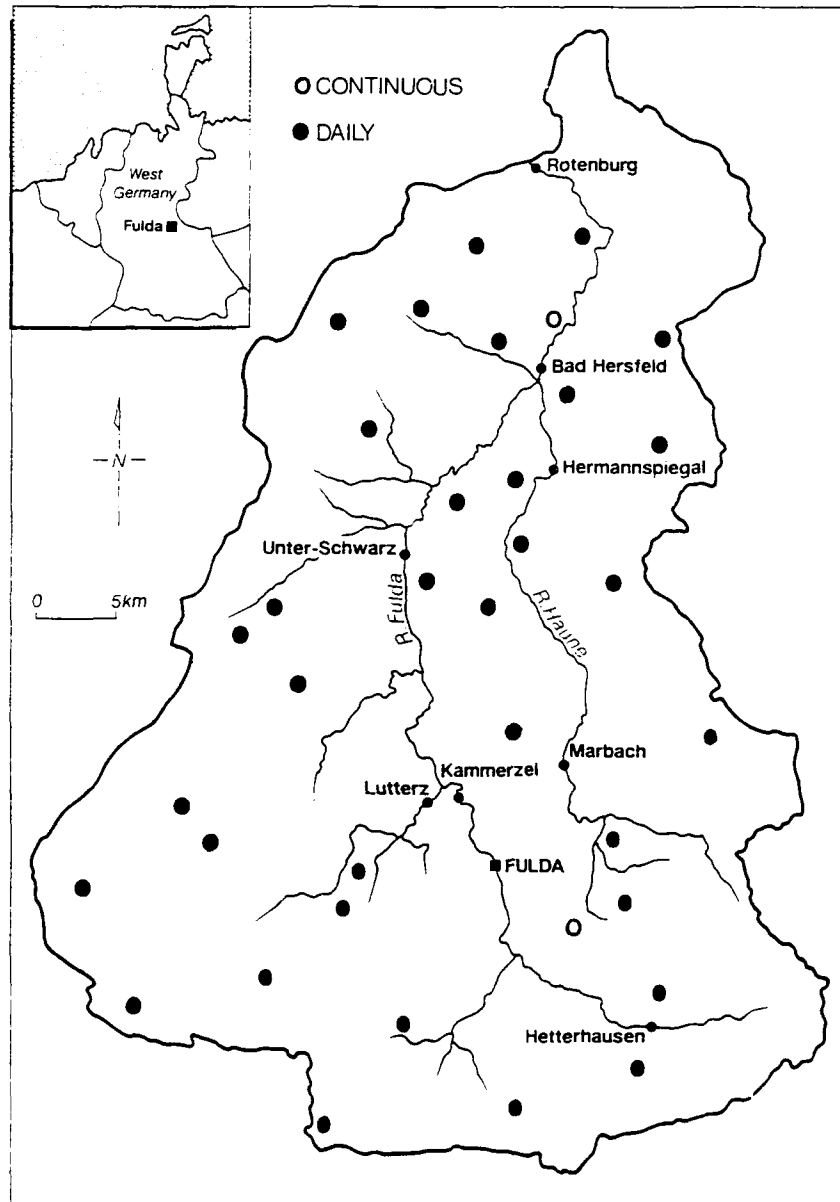 West
Germany
Fulda
CONTINUOUS
DAILY
Rotenburg
Bad Hersfeld
N
Hermannspiegal
Unter-Schwarz
0 5km
R. Fulda
R. Haune
Marbach
Kammerzel
Lutterz
FULDA
Hetterhausen